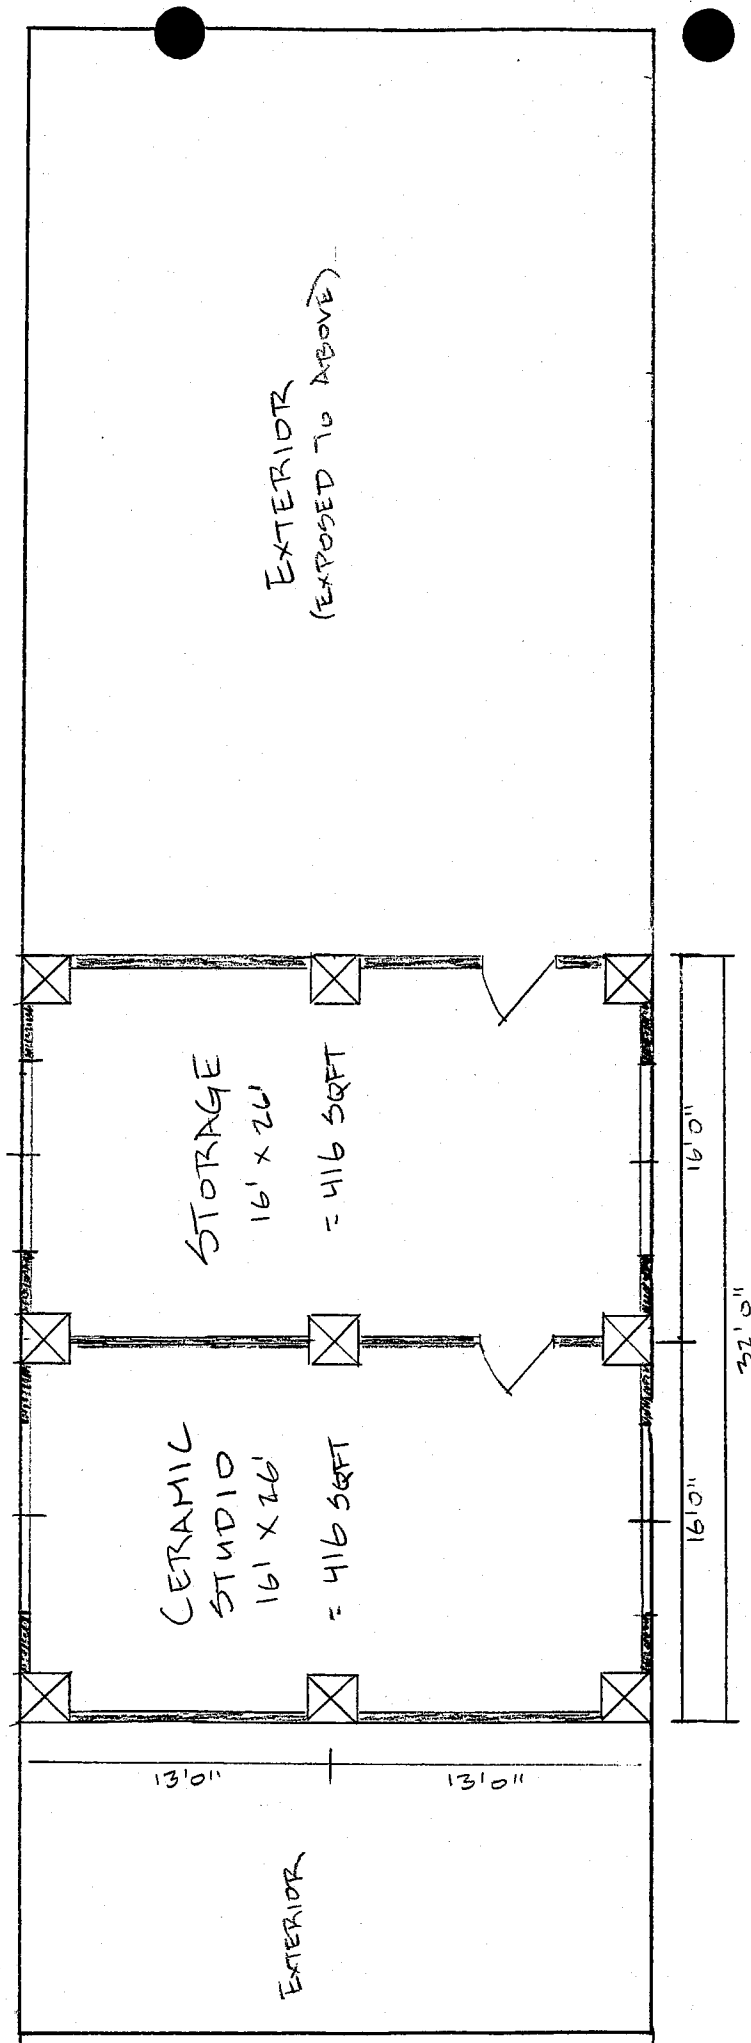 EXTERIOR
13'0"
13'0"
CERAMIC
STUDIO
16' X 26'
= 416 SQFT
16'0"
STORAGE
16' X 26'
= 416 SQFT
16'0"
32'0"
EXTERIOR
(EXPOSED TO ABOVE)